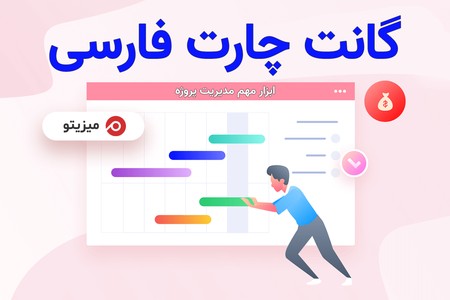 گانت چارت فارسی
ابزار مهم مدیریت پروژه
میزیتو